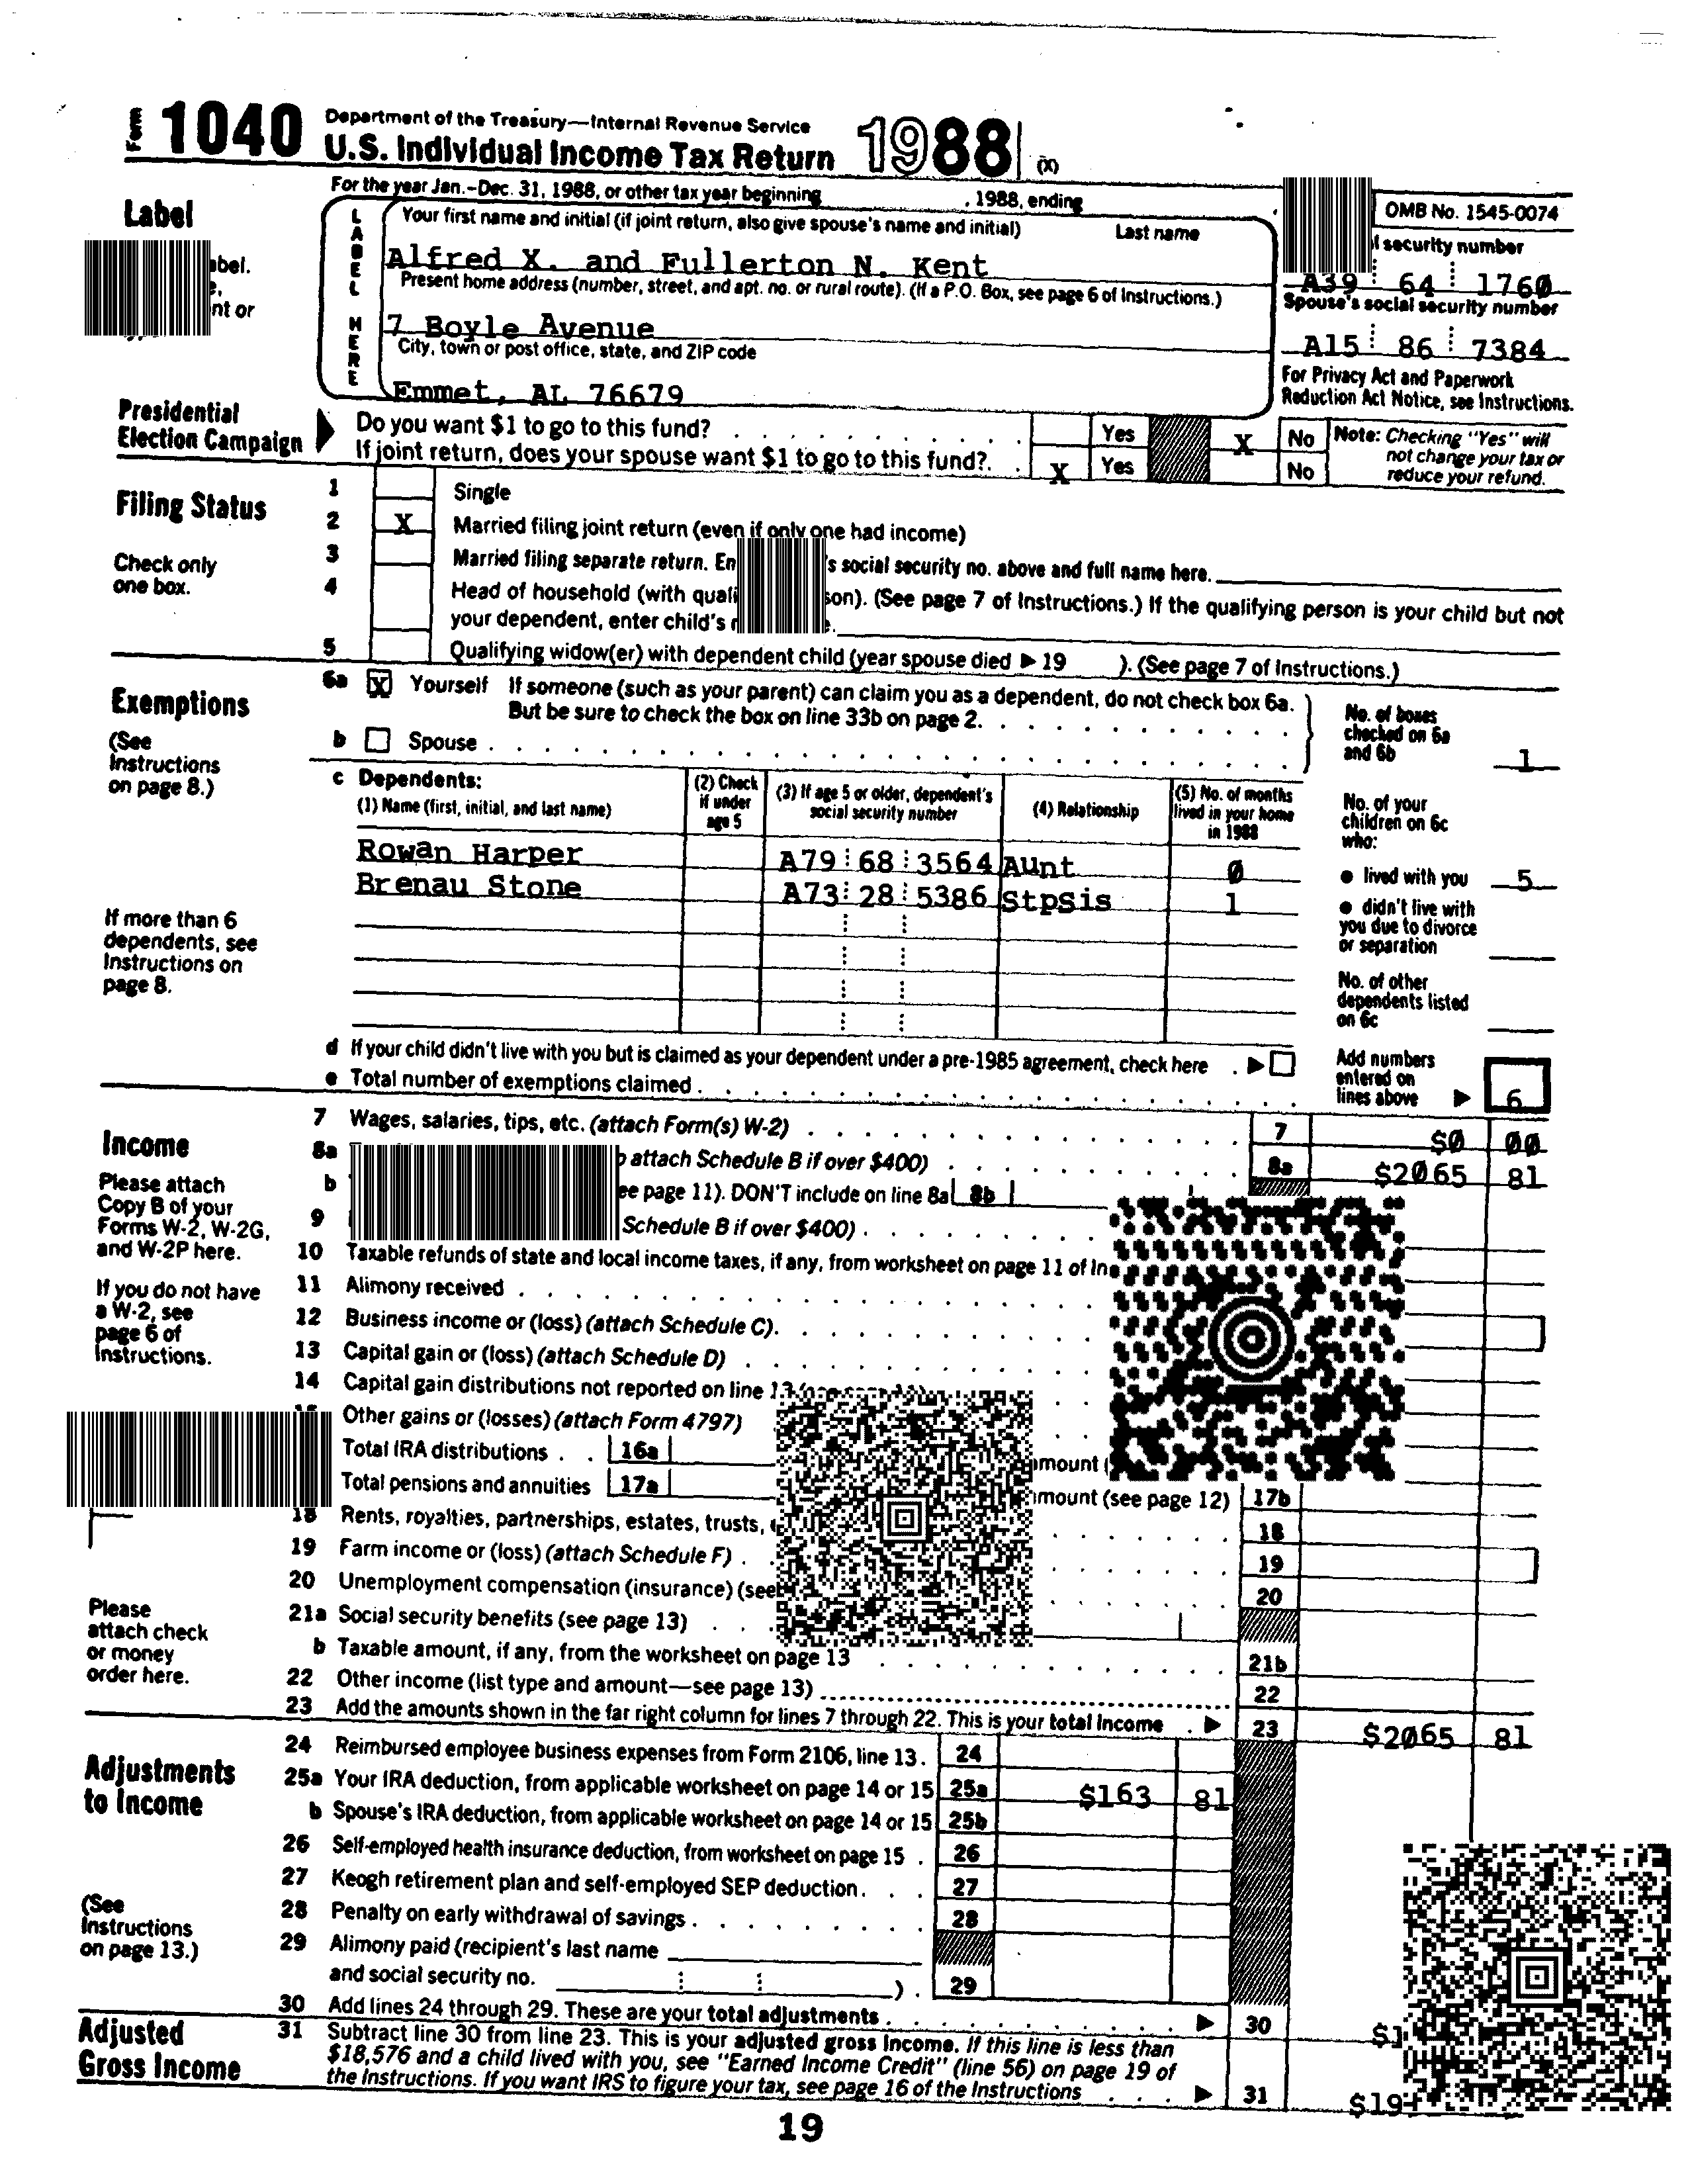 Form 1040 Department of the Treasury—Internal Revenue Service
U.S. Individual Income Tax Return 1988 (X)
For the year Jan.–Dec. 31, 1988, or other tax year beginning , 1988, ending OMB No. 1545-0074
Label
LABEL HERE
Your first name and initial (if joint return, also give spouse's name and initial) Last name
security number
Alfred X. and Fullerton N. Kent A39 64 1760
Present home address (number, street, and apt. no. or rural route). (If a P.O. Box, see page 6 of Instructions.) Spouse's social security number
or
7 Boyle Avenue A15 86 7384
City, town or post office, state, and ZIP code
Emmet, AL 76679
For Privacy Act and Paperwork
Reduction Act Notice, see Instructions.
Presidential
Election Campaign
Do you want $1 to go to this fund? . . . Yes X No
If joint return, does your spouse want $1 to go to this fund?. . X Yes No
Note: Checking "Yes" will
not change your tax or
reduce your refund.
Filing Status
Check only
one box.
1 Single
2 X Married filing joint return (even if only one had income)
3 Married filing separate return. social security no. above and full name here.
4 Head of household (with (See page 7 of Instructions.) If the qualifying person is your child but not
your dependent, enter child's
5 Qualifying widow(er) with dependent child (year spouse died ▶ 19 ). (See page 7 of Instructions.)
Exemptions
(See
Instructions
on page 8.)
If more than 6
dependents, see
Instructions on
page 8.
6a X Yourself If someone (such as your parent) can claim you as a dependent, do not check box 6a.
But be sure to check the box on line 33b on page 2.
b Spouse
No. of boxes
checked on 6a
and 6b 1
c Dependents:
(1) Name (first, initial, and last name)
(2) Check
if under
age 5
(3) If age 5 or older, dependent's
social security number
(4) Relationship
(5) No. of months
lived in your home
in 1988
Rowan Harper A79 68 3564 Aunt 0
Brenau Stone A73 28 5386 StpSis 1
No. of your
children on 6c
who:
● lived with you 5
● didn't live with
you due to divorce
or separation
No. of other
dependents listed
on 6c
d If your child didn't live with you but is claimed as your dependent under a pre-1985 agreement, check here . ▶
e Total number of exemptions claimed
Add numbers
entered on
lines above ▶ 6
Income
Please attach
Copy B of your
Forms W-2, W-2G,
and W-2P here.
If you do not have
a W-2, see
page 6 of
Instructions.
Please
attach check
or money
order here.
7 Wages, salaries, tips, etc. (attach Form(s) W-2) 7 $0 00
8a attach Schedule B if over $400) 8a $2065 81
b page 11). DON'T include on line 8a 8b
9 Schedule B if over $400)
10 Taxable refunds of state and local income taxes, if any, from worksheet on page 11 of
11 Alimony received
12 Business income or (loss) (attach Schedule C).
13 Capital gain or (loss) (attach Schedule D)
14 Capital gain distributions not reported on line
Other gains or (losses) (attach Form 4797)
Total IRA distributions . . 16a
Total pensions and annuities 17a (see page 12) 17b
18 Rents, royalties, partnerships, estates, trusts, 18
19 Farm income or (loss) (attach Schedule F) . 19
20 Unemployment compensation (insurance) 20
21a Social security benefits (see page 13)
b Taxable amount, if any, from the worksheet on page 13 21b
22 Other income (list type and amount—see page 13) 22
23 Add the amounts shown in the far right column for lines 7 through 22. This is your total income . ▶ 23 $2065 81
Adjustments
to Income
(See
Instructions
on page 13.)
24 Reimbursed employee business expenses from Form 2106, line 13. 24
25a Your IRA deduction, from applicable worksheet on page 14 or 15 25a $163 81
b Spouse's IRA deduction, from applicable worksheet on page 14 or 15 25b
26 Self-employed health insurance deduction, from worksheet on page 15 . 26
27 Keogh retirement plan and self-employed SEP deduction. 27
28 Penalty on early withdrawal of savings 28
29 Alimony paid (recipient's last name
and social security no. ) . 29
30 Add lines 24 through 29. These are your total adjustments ▶ 30
Adjusted
Gross Income
31 Subtract line 30 from line 23. This is your adjusted gross income. If this line is less than
$18,576 and a child lived with you, see "Earned Income Credit" (line 56) on page 19 of
the Instructions. If you want IRS to figure your tax, see page 16 of the Instructions ▶ 31
19